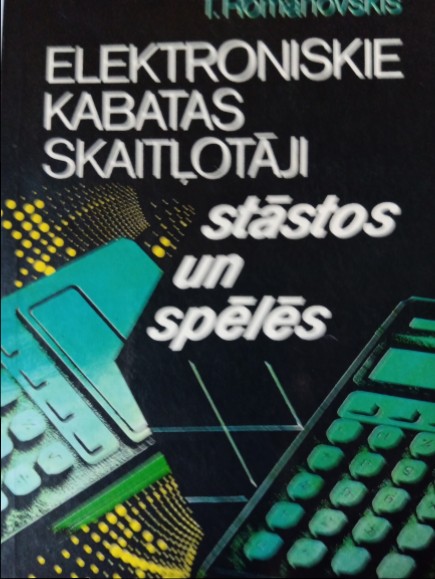 T. Romanovskis
ELEKTRONISKIE
KABATAS
SKAITĻOTĀJI
stāstos
un
spēlēs